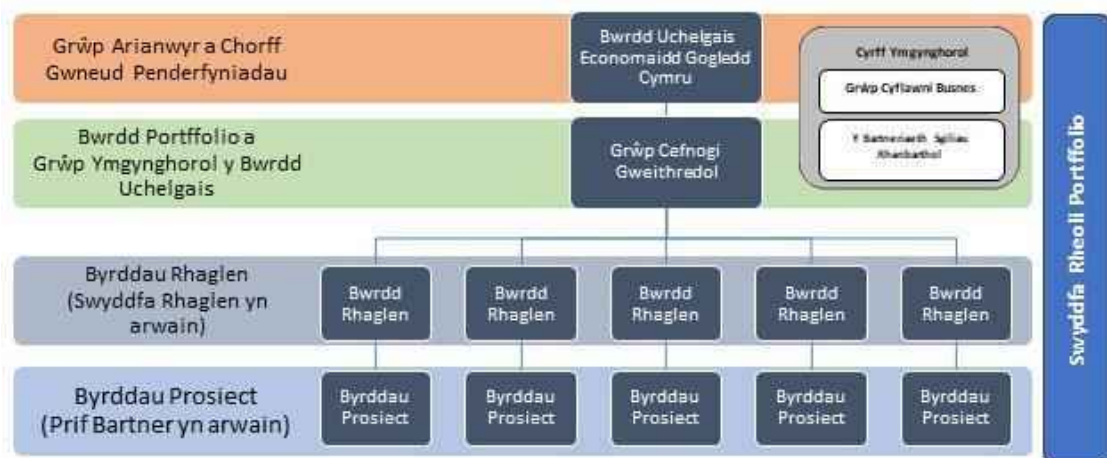 Grŵp Arianwyr a Chorff
Gwneud Penderfyniadau
Bwrdd Uchelgais
Economaidd Gogledd
Cymru
Cyrff Ymgynghorol
Grŵp Cyflawni Busnes
Y Bartneriaeth Sgiliau
Rhanbarthol
Bwrdd Portffolio a
Grŵp Ymgynghorol y Bwrdd
Uchelgais
Grŵp Cefnogi
Gweithredol
Byrddau Rhaglen
(Swyddfa Rhaglen yn
arwain)
Bwrdd
Rhaglen
Bwrdd
Rhaglen
Bwrdd
Rhaglen
Bwrdd
Rhaglen
Bwrdd
Rhaglen
Byrddau Prosiect
(Prif Bartner yn arwain)
Byrddau
Prosiect
Byrddau
Prosiect
Byrddau
Prosiect
Byrddau
Prosiect
Byrddau
Prosiect
Swyddfa Rheoli Portffolio